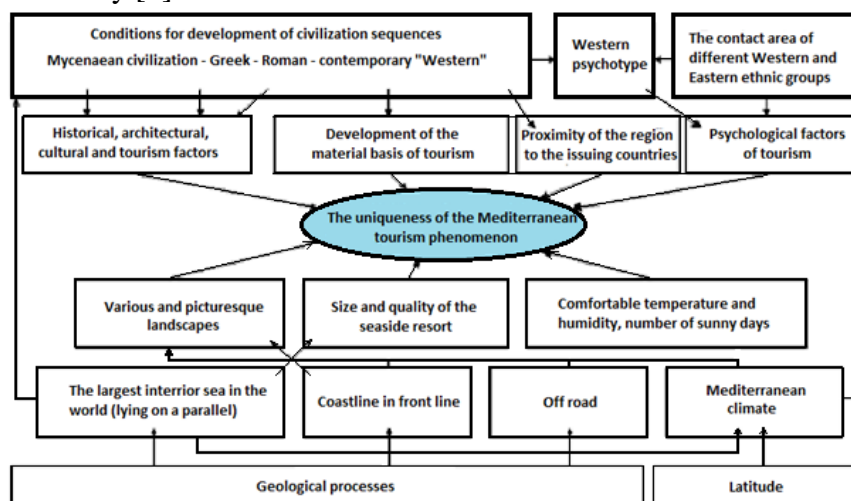 Conditions for development of civilization sequences
Mycenaean civilization - Greek - Roman - contemporary "Western"
Western
psychotype
The contact area of
different Western and
Eastern ethnic groups
Historical, architectural,
cultural and tourism factors
Development of the
material basis of tourism
Proximity of the region
to the issuing countries
Psychological factors
of tourism
The uniqueness of the Mediterranean
tourism phenomenon
Various and picturesque
landscapes
Size and quality of the
seaside resort
Comfortable temperature and
humidity, number of sunny days
The largest interrior sea in the
world (lying on a parallel)
Coastline in front line
Off road
Mediterranean
climate
Geological processes
Latitude